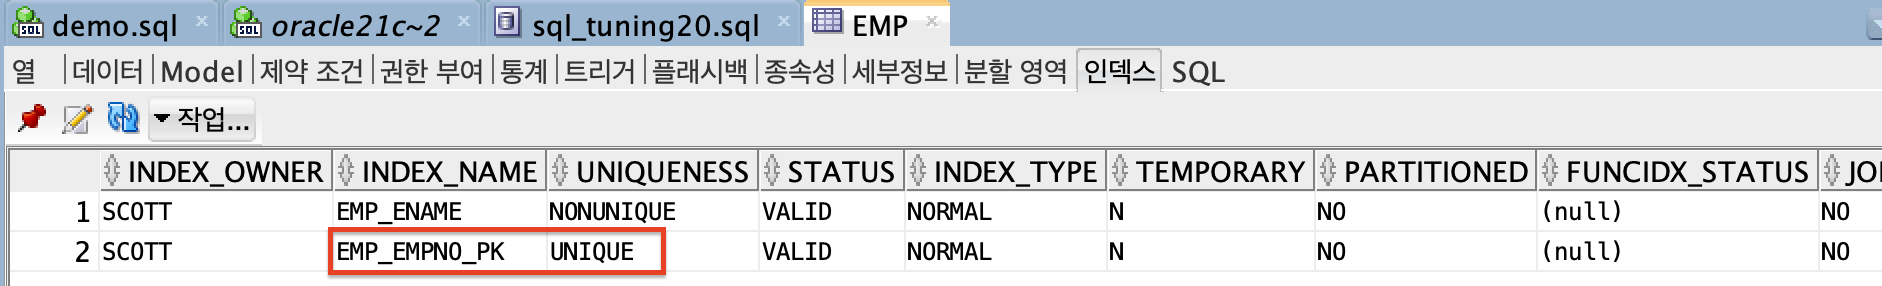 demo.sql oracle21c~2 sql_tuning20.sql EMP
열 데이터 Model 제약 조건 권한 부여 통계 트리거 플래시백 종속성 세부정보 분할 영역 인덱스 SQL
작업...
INDEX_OWNER INDEX_NAME UNIQUENESS STATUS INDEX_TYPE TEMPORARY PARTITIONED FUNCIDX_STATUS
1 SCOTT EMP_ENAME NONUNIQUE VALID NORMAL N NO (null) NO
2 SCOTT EMP_EMPNO_PK UNIQUE VALID NORMAL N NO (null) NO